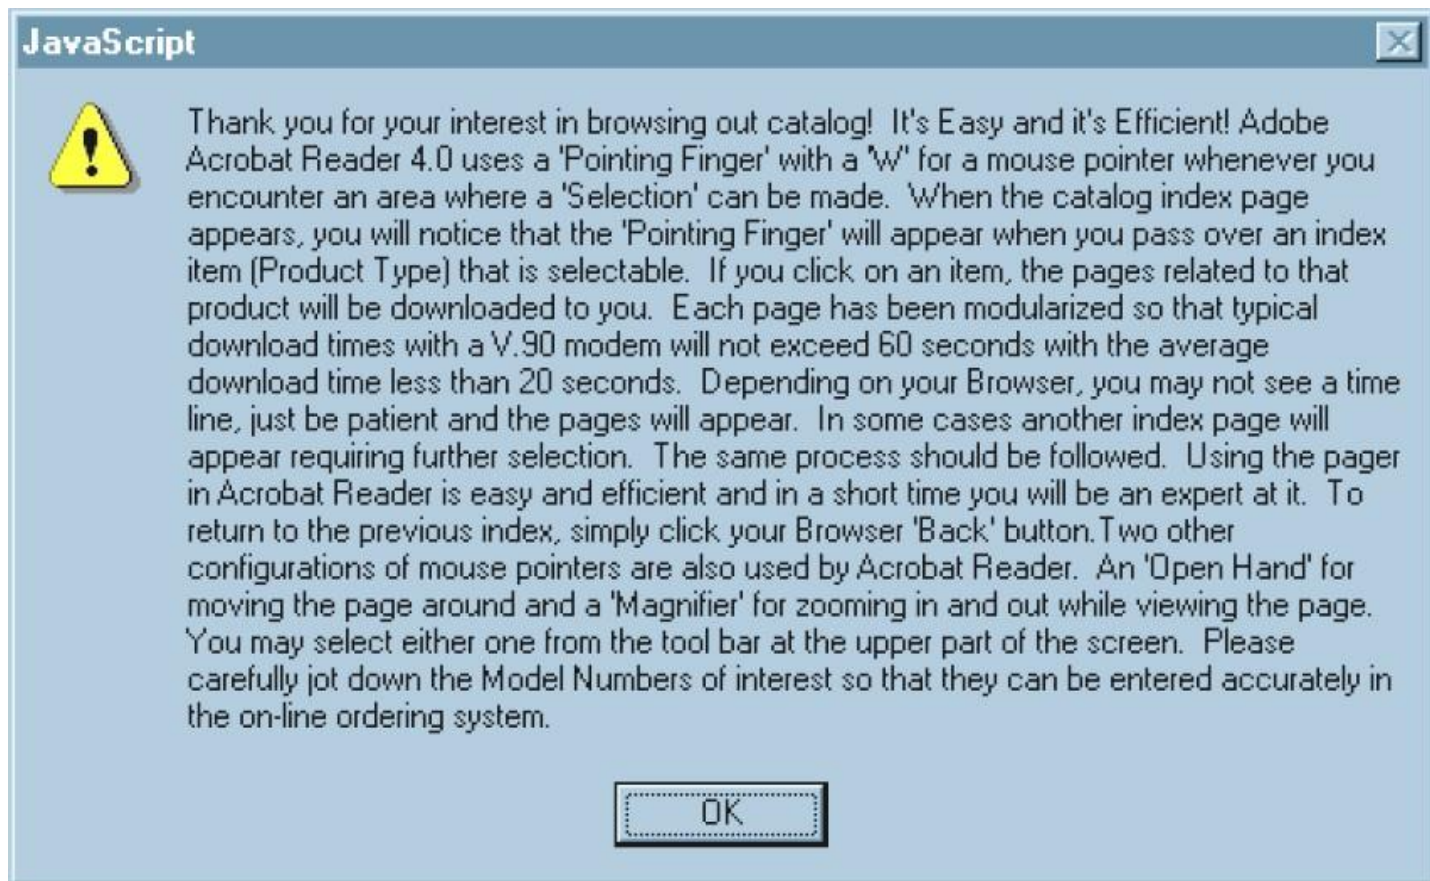 JavaScript
Thank you for your interest in browsing out catalog!  It's Easy and it's Efficient! Adobe
Acrobat Reader 4.0 uses a 'Pointing Finger' with a 'W' for a mouse pointer whenever you
encounter an area where a 'Selection' can be made.  When the catalog index page
appears, you will notice that the 'Pointing Finger' will appear when you pass over an index
item (Product Type) that is selectable.  If you click on an item, the pages related to that
product will be downloaded to you.  Each page has been modularized so that typical
download times with a V.90 modem will not exceed 60 seconds with the average
download time less than 20 seconds.  Depending on your Browser, you may not see a time
line, just be patient and the pages will appear.  In some cases another index page will
appear requiring further selection.  The same process should be followed.  Using the pager
in Acrobat Reader is easy and efficient and in a short time you will be an expert at it.  To
return to the previous index, simply click your Browser 'Back' button.Two other
configurations of mouse pointers are also used by Acrobat Reader.  An 'Open Hand' for
moving the page around and a 'Magnifier' for zooming in and out while viewing the page.
You may select either one from the tool bar at the upper part of the screen.  Please
carefully jot down the Model Numbers of interest so that they can be entered accurately in
the on-line ordering system.
OK